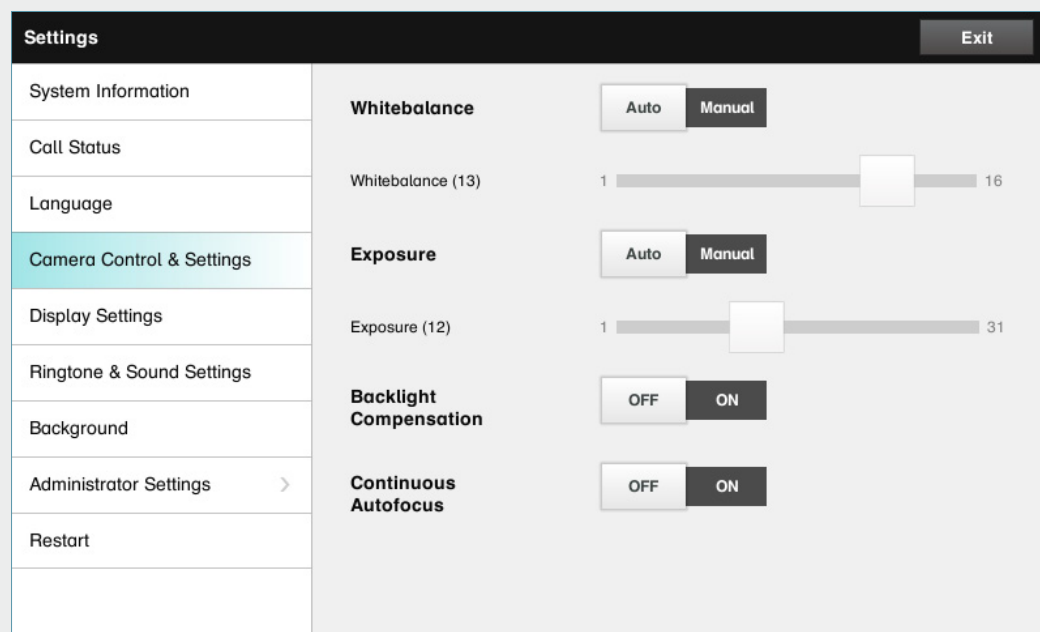 Settings
Exit
System Information
Call Status
Language
Camera Control & Settings
Display Settings
Ringtone & Sound Settings
Background
Administrator Settings
Restart
Whitebalance
Auto
Manual
Whitebalance (13)
1
16
Exposure
Auto
Manual
Exposure (12)
1
31
Backlight
Compensation
OFF
ON
Continuous
Autofocus
OFF
ON